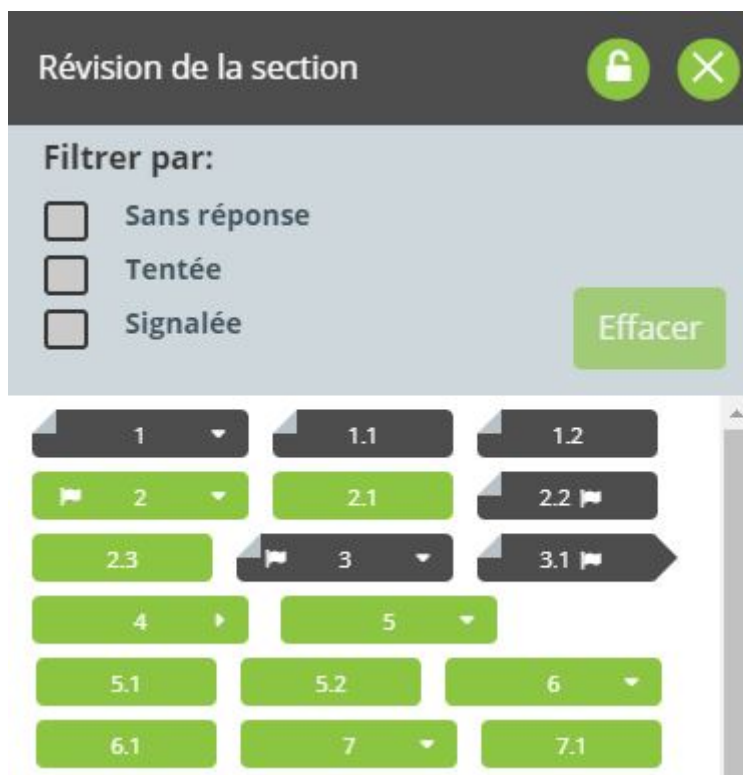 Révision de la section
Filtrer par:
Sans réponse
Tentée
Signalée
Effacer
1 1.1 1.2
2 2.1 2.2
2.3 3 3.1
4 5
5.1 5.2 6
6.1 7 7.1